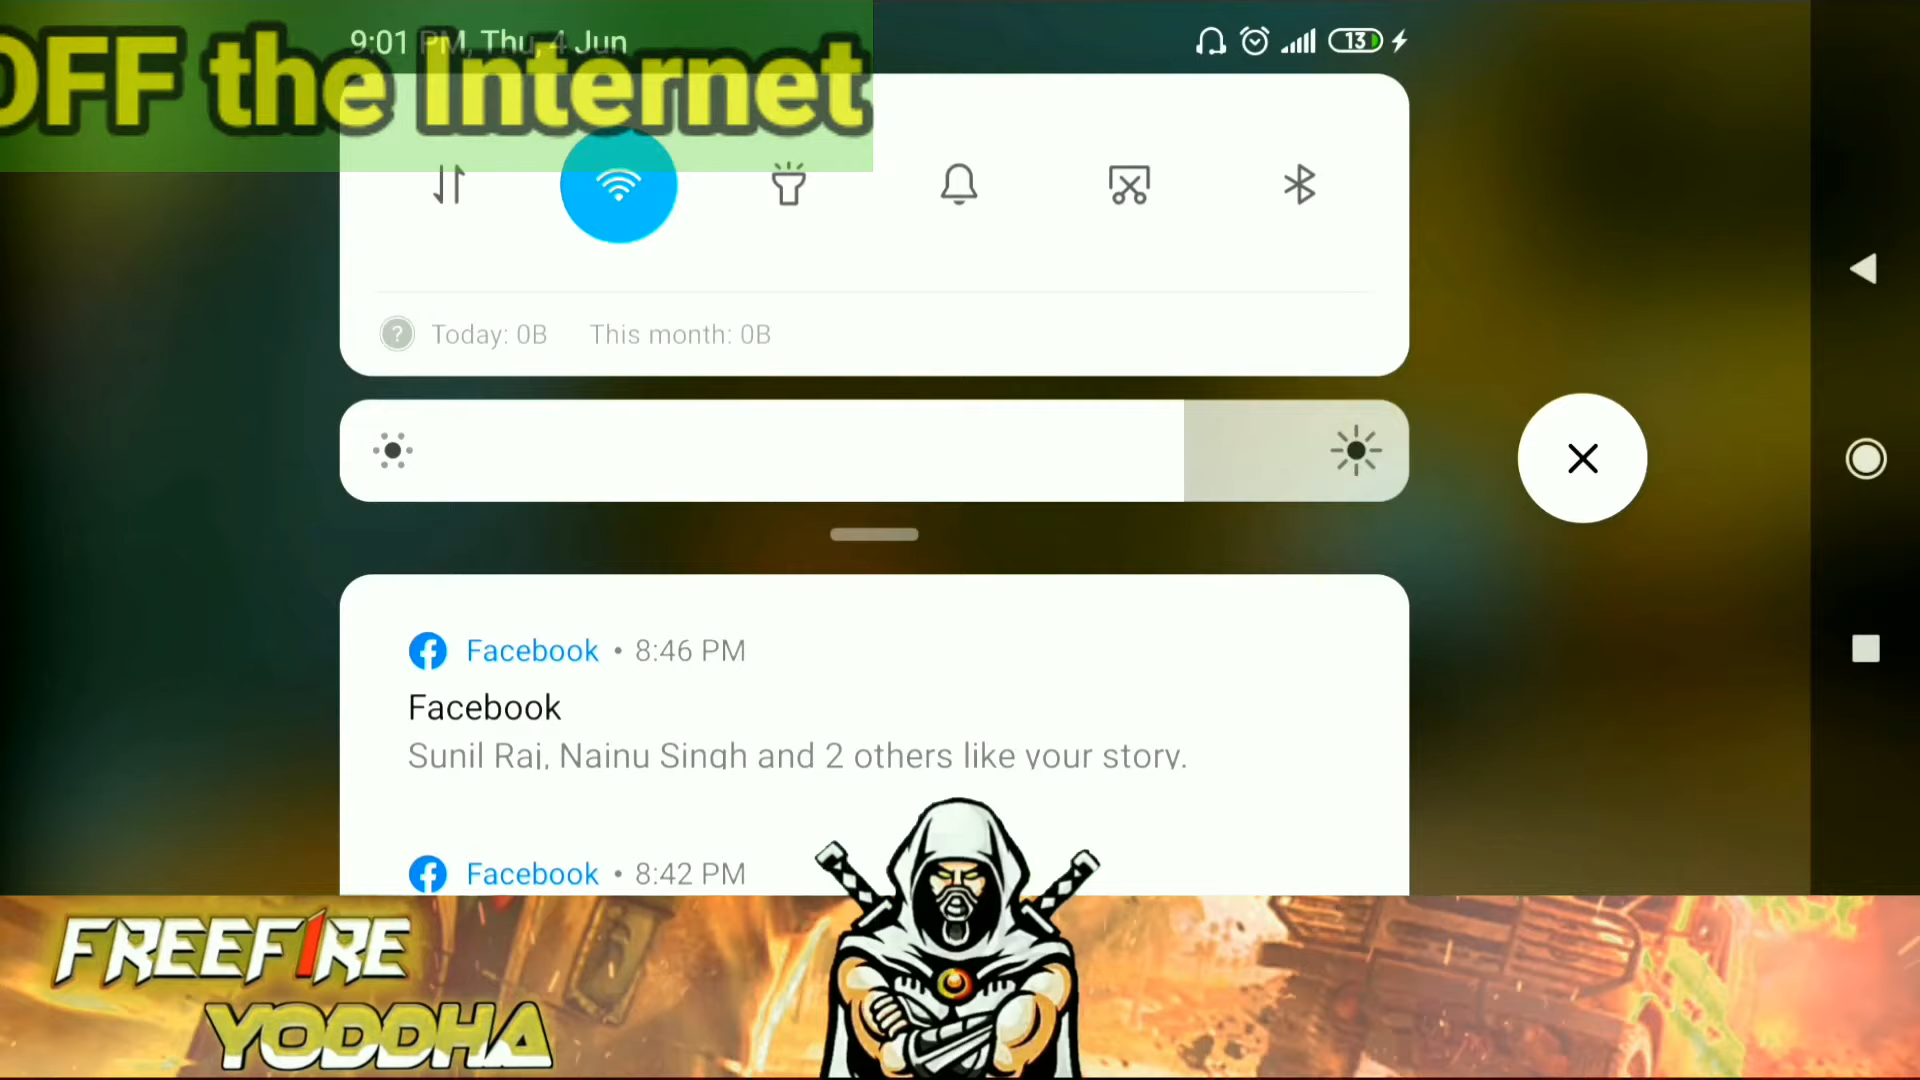 OFF the Internet
9:01 PM, Thu, 4 Jun
13
Today: 0B This month: 0B
Facebook • 8:46 PM
Facebook
Sunil Raj, Nainu Singh and 2 others like your story.
Facebook • 8:42 PM
FREEFIRE
YODDHA